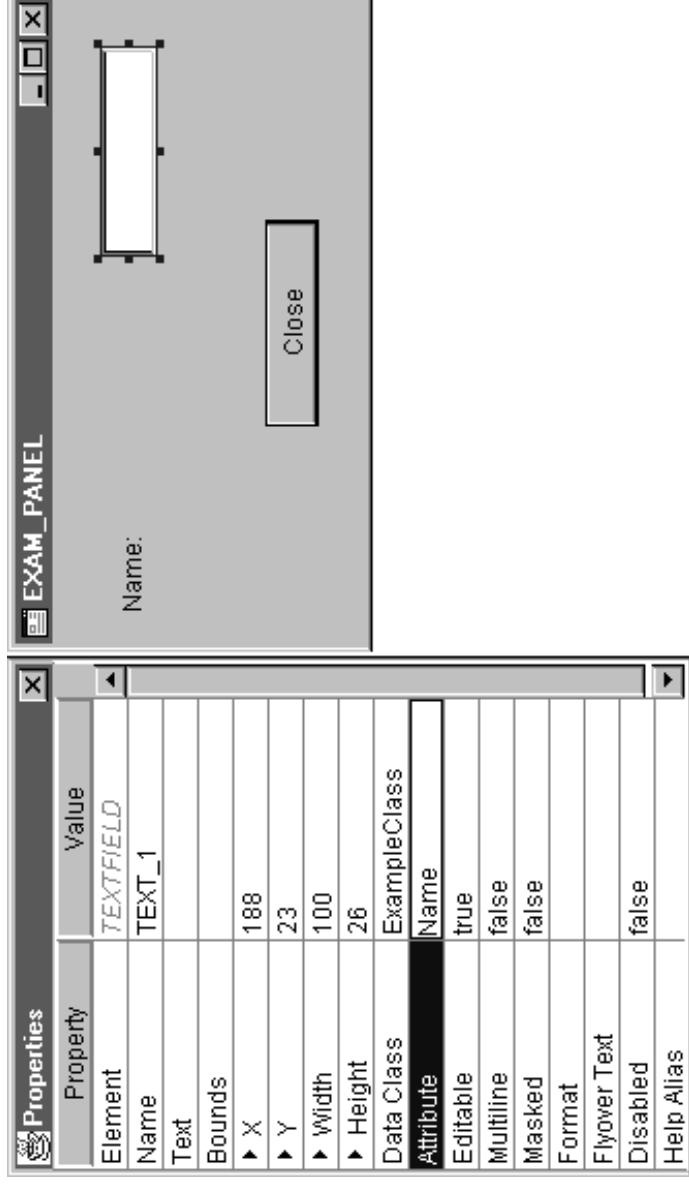 Properties
Property Value
Element TEXTFIELD
Name TEXT_1
Text
Bounds
X 188
Y 23
Width 100
Height 26
Data Class ExampleClass
Attribute Name
Editable true
Multiline false
Masked false
Format
Flyover Text
Disabled false
Help Alias
EXAM_PANEL
Name:
Close